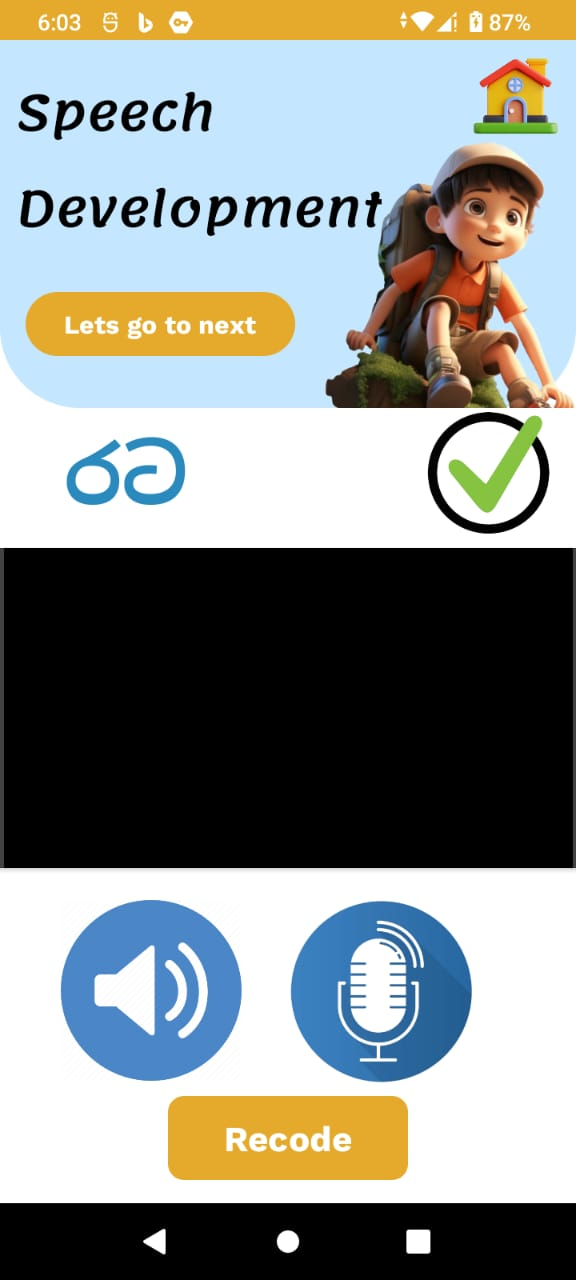 6:03 87%
Speech
Development
Lets go to next
රට
Recode